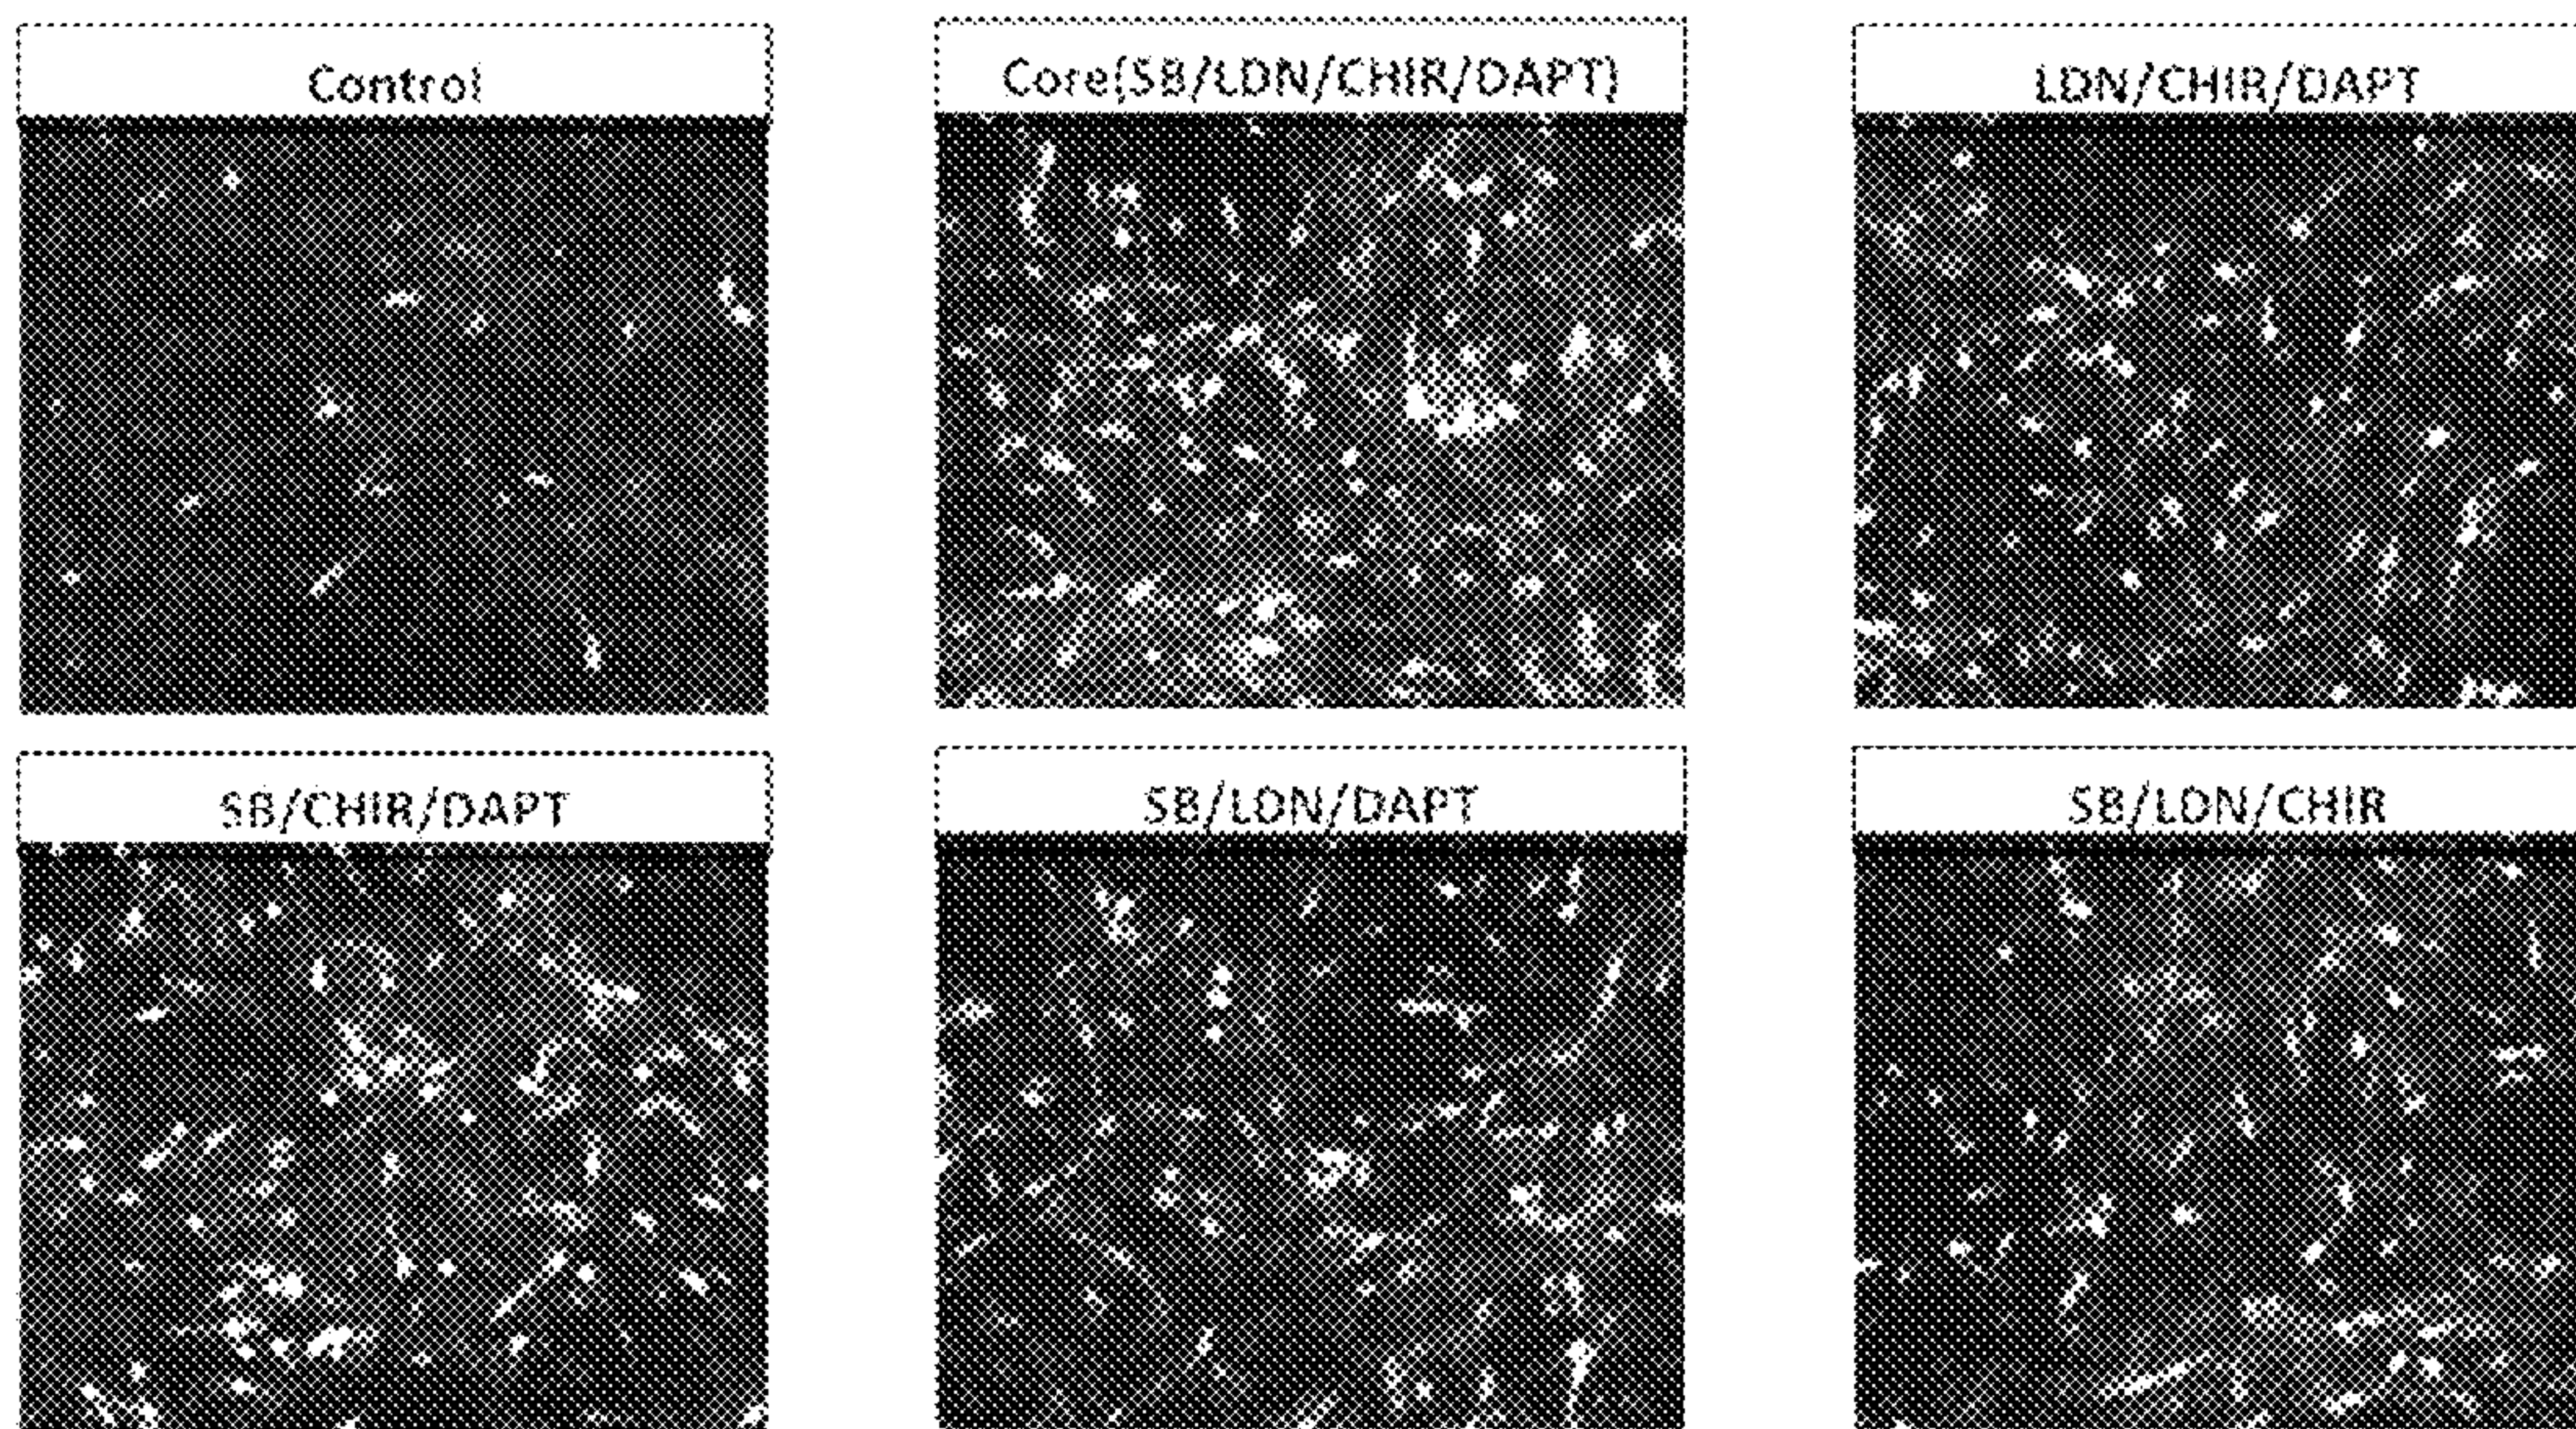 Control
Core(SB/LDN/CHIR/DAPT)
LDN/CHIR/DAPT
SB/CHIR/DAPT
SB/LDN/DAPT
SB/LDN/CHIR